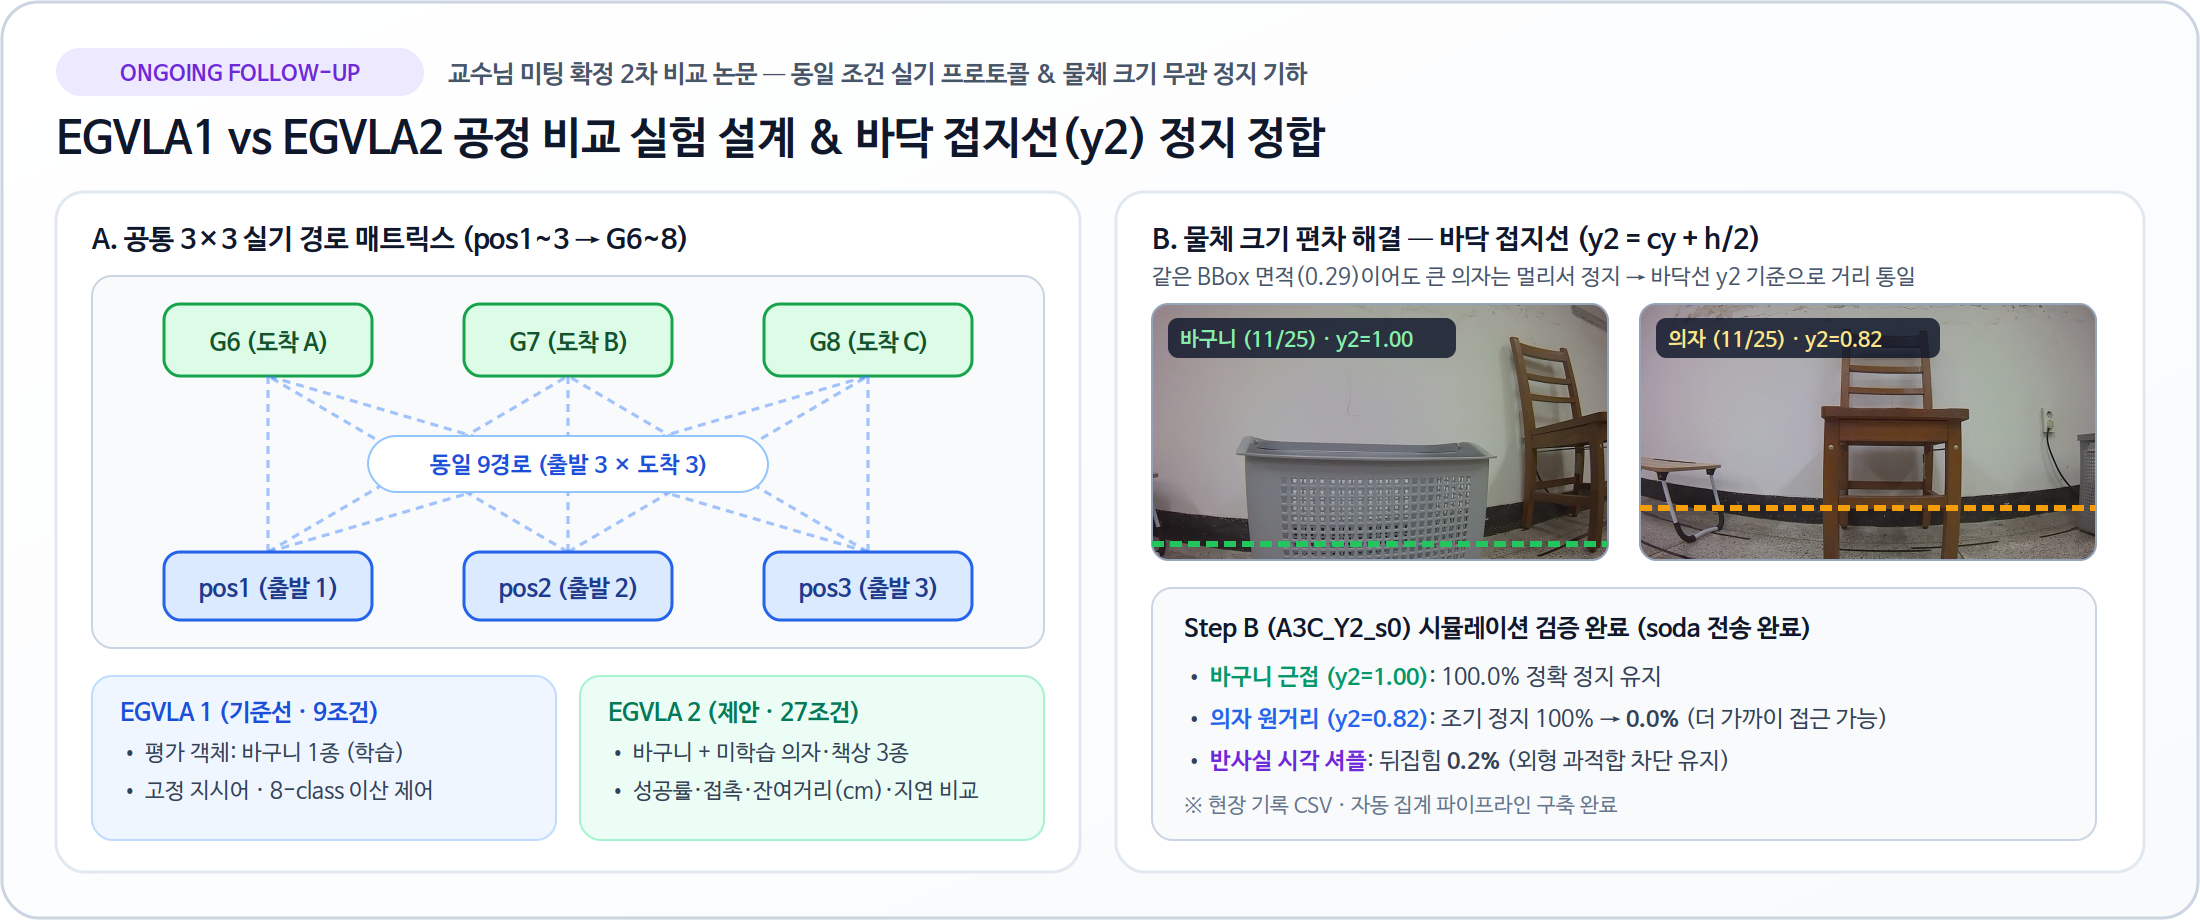 ONGOING FOLLOW-UP
교수님 미팅 확정 2차 비교 논문 — 동일 조건 실기 프로토콜 & 물체 크기 무관 정지 기하
EGVLA1 vs EGVLA2 공정 비교 실험 설계 & 바닥 접지선(y2) 정지 정합
A. 공통 3×3 실기 경로 매트릭스 (pos1~3 → G6~8)
G6 (도착 A)
G7 (도착 B)
G8 (도착 C)
동일 9경로 (출발 3 × 도착 3)
pos1 (출발 1)
pos2 (출발 2)
pos3 (출발 3)
EGVLA 1 (기준선 · 9조건)
• 평가 객체: 바구니 1종 (학습)
• 고정 지시어 · 8-class 이산 제어
EGVLA 2 (제안 · 27조건)
• 바구니 + 미학습 의자·책상 3종
• 성공률·접촉·잔여거리(cm)·지연 비교
B. 물체 크기 편차 해결 — 바닥 접지선 (y2 = cy + h/2)
같은 BBox 면적(0.29)이어도 큰 의자는 멀리서 정지 → 바닥선 y2 기준으로 거리 통일
바구니 (11/25) · y2=1.00
의자 (11/25) · y2=0.82
Step B (A3C_Y2_s0) 시뮬레이션 검증 완료 (soda 전송 완료)
• 바구니 근접 (y2=1.00): 100.0% 정확 정지 유지
• 의자 원거리 (y2=0.82): 조기 정지 100% → 0.0% (더 가까이 접근 가능)
• 반사실 시각 셔플: 뒤집힘 0.2% (외형 과적합 차단 유지)
※ 현장 기록 CSV · 자동 집계 파이프라인 구축 완료